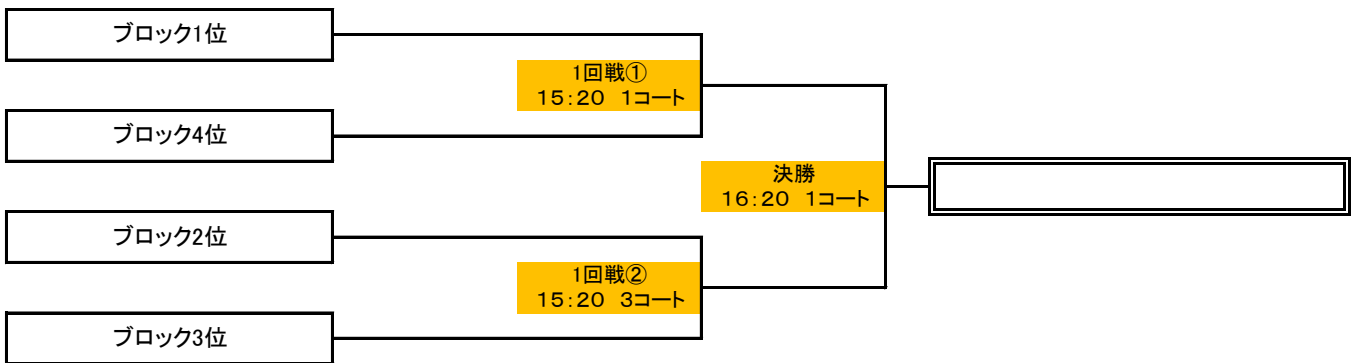 ブロック1位
1回戦①
15:20 1コート
ブロック4位
決勝
16:20 1コート
ブロック2位
1回戦②
15:20 3コート
ブロック3位